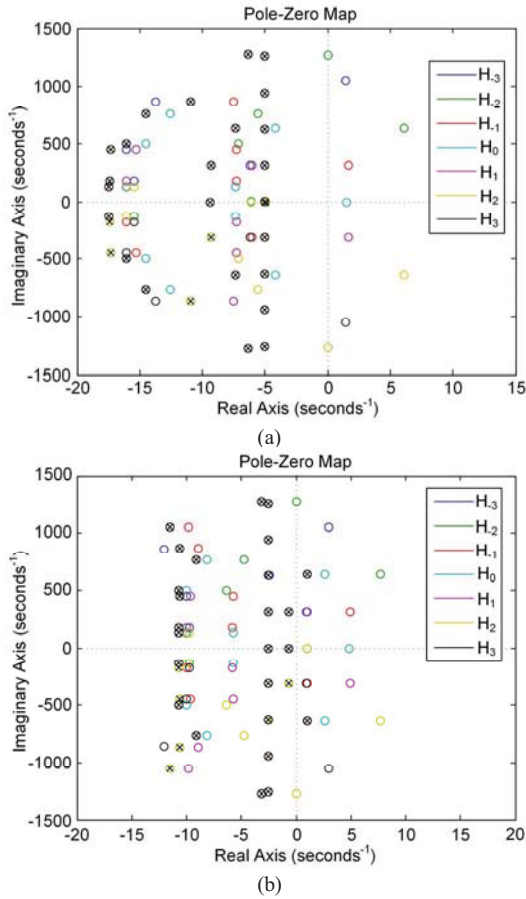 Pole-Zero Map
1500
1000
500
0
-500
-1000
-1500
Imaginary Axis (seconds-1)
-20 -15 -10 -5 0 5 10 15
Real Axis (seconds-1)
H-3
H-2
H-1
H0
H1
H2
H3
(a)
Pole-Zero Map
1500
1000
500
0
-500
-1000
-1500
Imaginary Axis (seconds-1)
-20 -15 -10 -5 0 5 10 15 20
Real Axis (seconds-1)
H-3
H-2
H-1
H0
H1
H2
H3
(b)